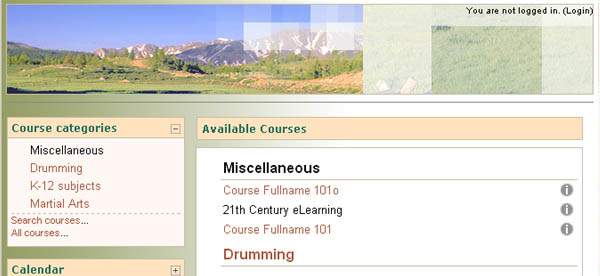 You are not logged in. (Login)
Course categories
Miscellaneous
Drumming
K-12 subjects
Martial Arts
Search courses...
All courses...
Calendar
Available Courses
Miscellaneous
Course Fullname 101o
21th Century eLearning
Course Fullname 101
Drumming